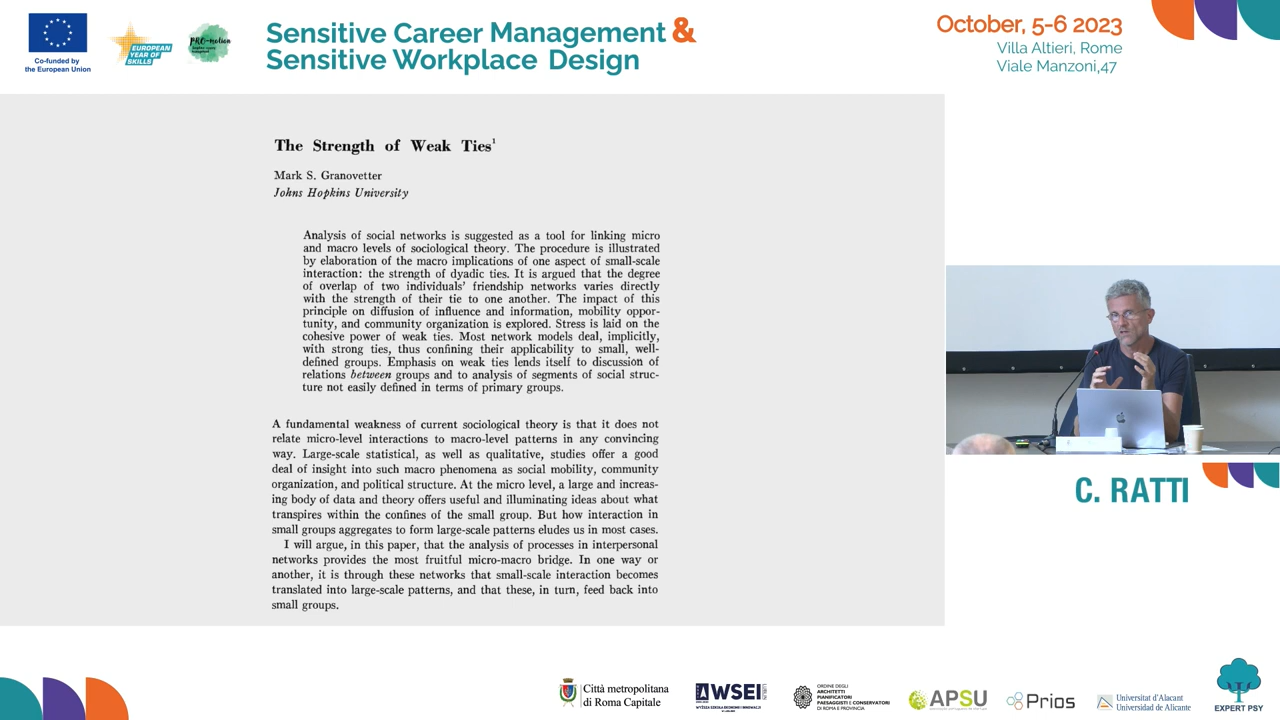 Co-funded by
the European Union
EUROPEAN
YEAR OF
SKILLS
PRO-motion
Sensitive Career Management &
Sensitive Workplace Design
October, 5-6 2023
Villa Altieri, Rome
Viale Manzoni,47
The Strength of Weak Ties¹
Mark S. Granovetter
Johns Hopkins University
Analysis of social networks is suggested as a tool for linking micro
and macro levels of sociological theory. The procedure is illustrated
by elaboration of the macro implications of one aspect of small-scale
interaction: the strength of dyadic ties. It is argued that the degree
of overlap of two individuals' friendship networks varies directly
with the strength of their tie to one another. The impact of this
principle on diffusion of influence and information, mobility oppor-
tunity, and community organization is explored. Stress is laid on the
cohesive power of weak ties. Most network models deal, implicitly,
with strong ties, thus confining their applicability to small, well-
defined groups. Emphasis on weak ties lends itself to discussion of
relations between groups and to analysis of segments of social struc-
ture not easily defined in terms of primary groups.
A fundamental weakness of current sociological theory is that it does not
relate micro-level interactions to macro-level patterns in any convincing
way. Large-scale statistical, as well as qualitative, studies offer a good
deal of insight into such macro phenomena as social mobility, community
organization, and political structure. At the micro level, a large and increas-
ing body of data and theory offers useful and illuminating ideas about what
transpires within the confines of the small group. But how interaction in
small groups aggregates to form large-scale patterns eludes us in most cases.
I will argue, in this paper, that the analysis of processes in interpersonal
networks provides the most fruitful micro-macro bridge. In one way or
another, it is through these networks that small-scale interaction becomes
translated into large-scale patterns, and that these, in turn, feed back into
small groups.
C. RATTI
Città metropolitana
di Roma Capitale
WSEI
LUBLIN
ORDINE DEGLI
ARCHITETTI
PIANIFICATORI
PAESAGGISTI E CONSERVATORI
DI ROMA E PROVINCIA
APSU
Prios
Universitat d'Alacant
Universidad de Alicante
EXPERT PSY